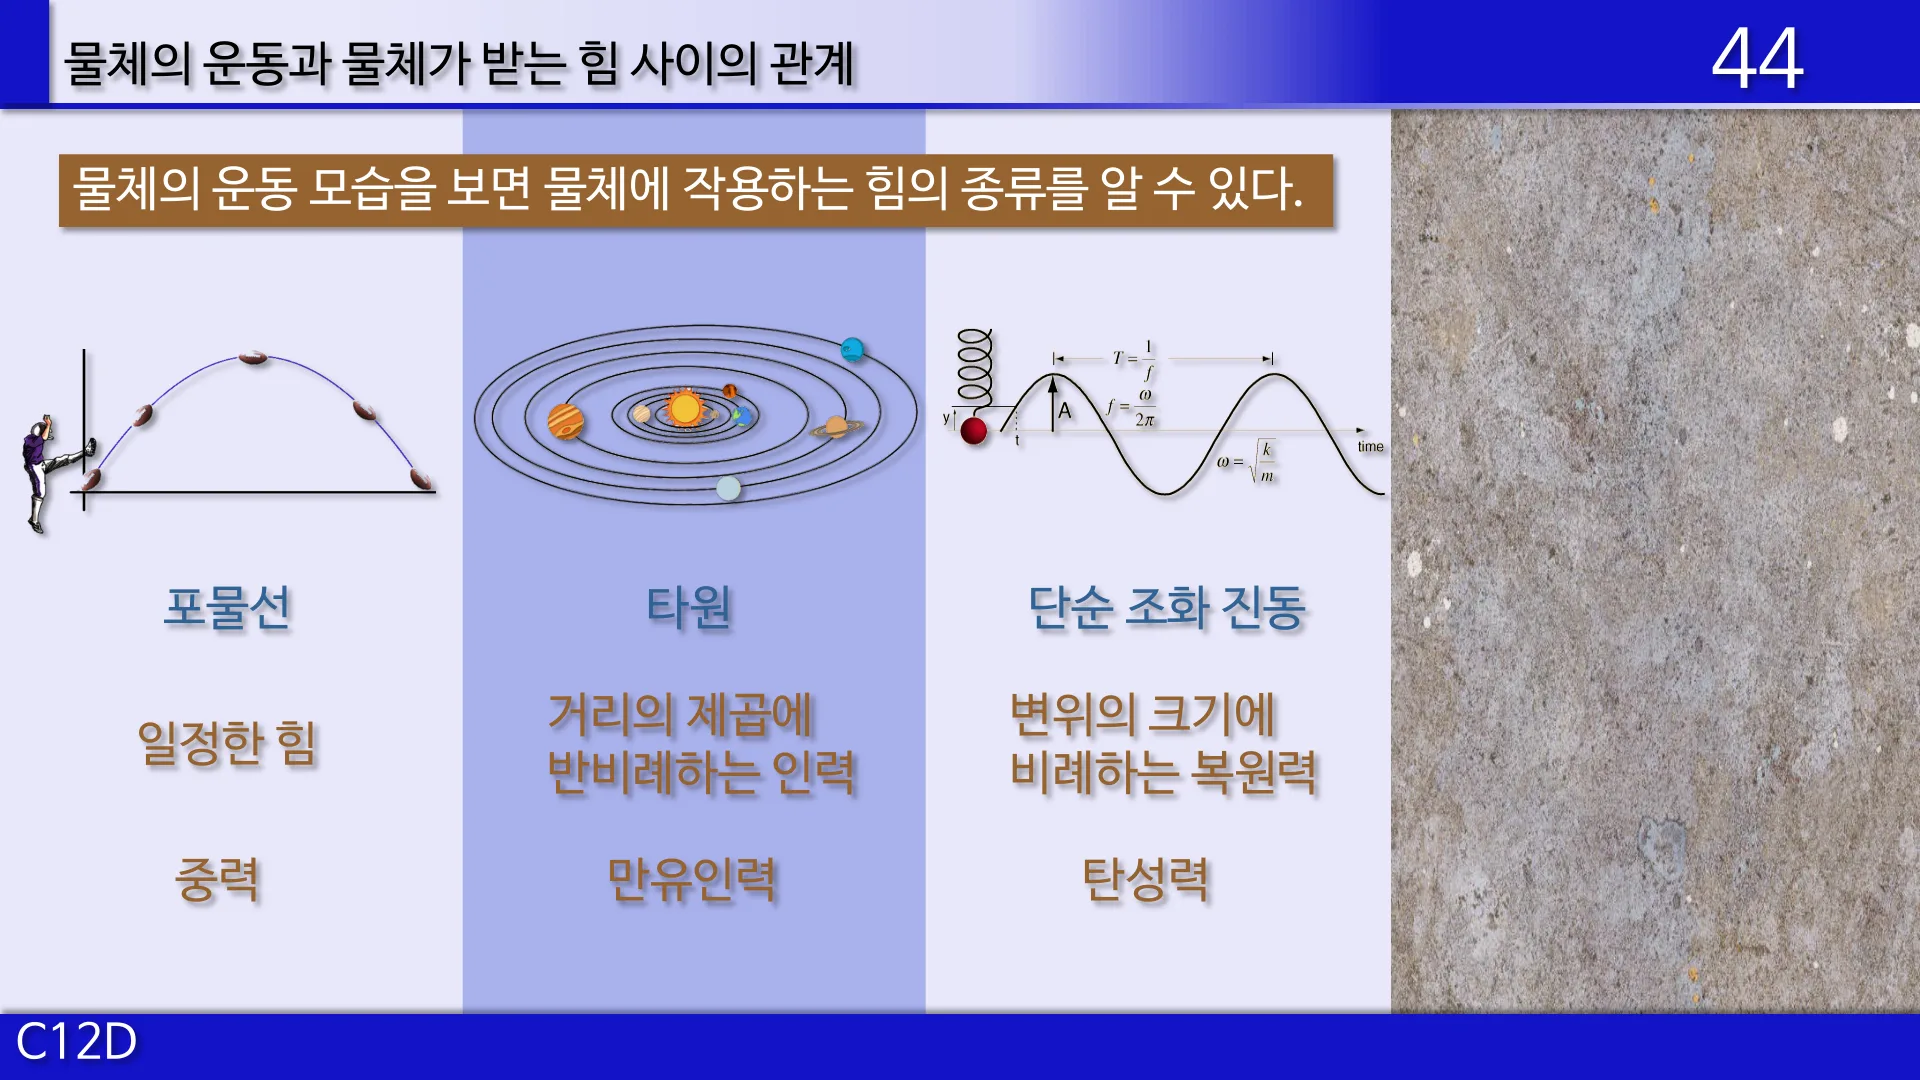 물체의 운동과 물체가 받는 힘 사이의 관계
44
물체의 운동 모습을 보면 물체에 작용하는 힘의 종류를 알 수 있다.
T = 1/f
f = ω/2π
A
y
t
time
ω = √k/m
포물선
타원
단순 조화 진동
일정한 힘
거리의 제곱에
반비례하는 인력
변위의 크기에
비례하는 복원력
중력
만유인력
탄성력
C12D